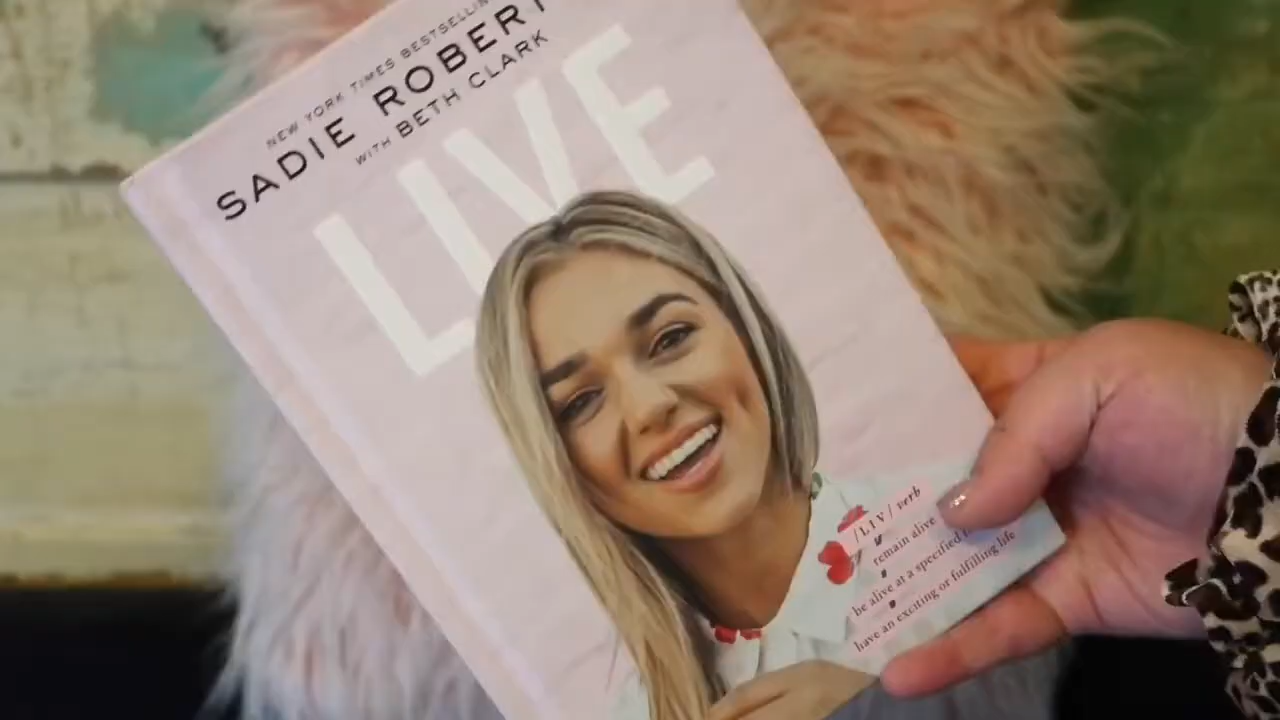 NEW YORK TIMES BESTSELLIN
SADIE ROBERT
WITH BETH CLARK
LIVE
/LIV/ verb
remain alive
be alive at a specified
have an exciting or fulfilling life